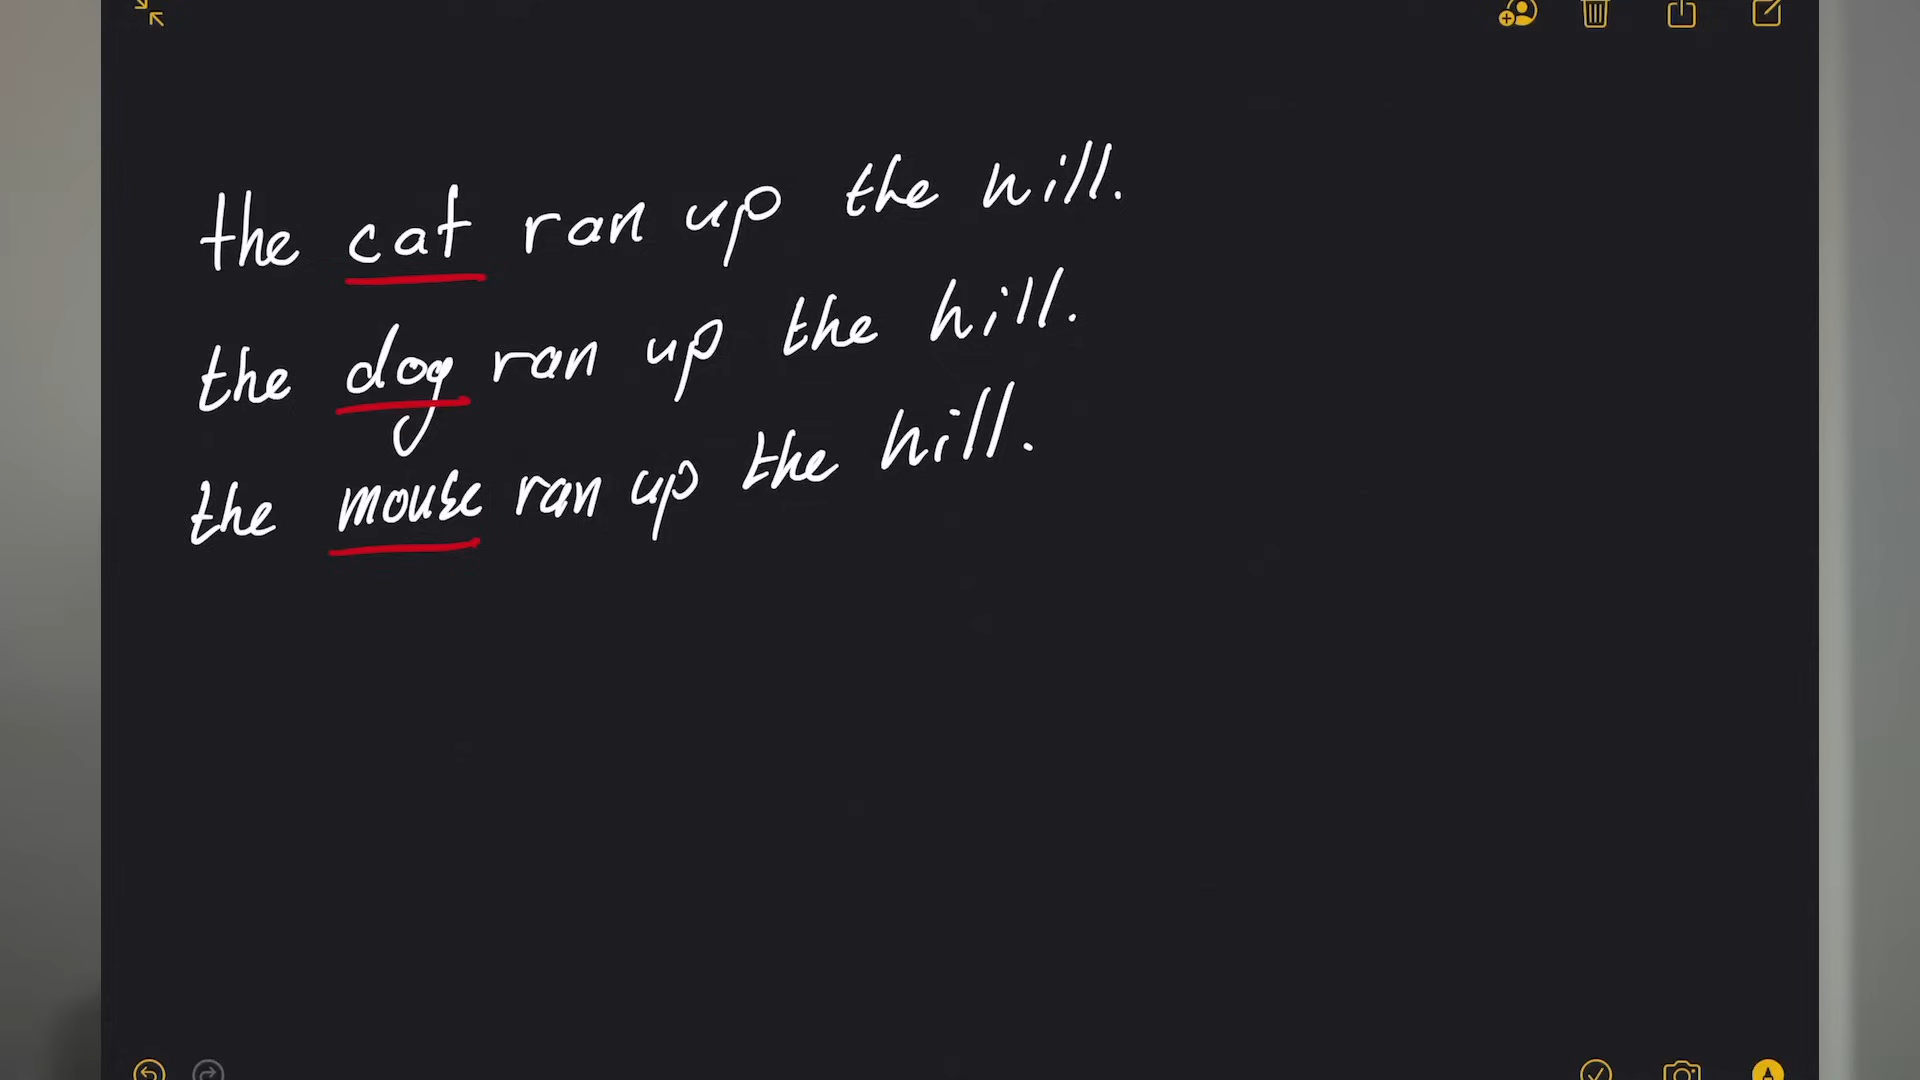 the cat ran up the hill.
the dog ran up the hill.
the mouse ran up the hill.